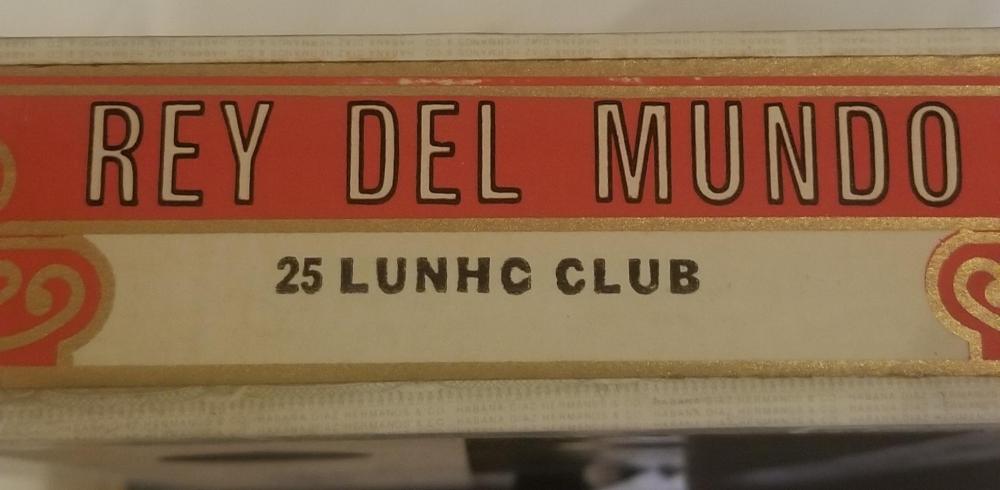 REY DEL MUNDO
25 LUNHC CLUB